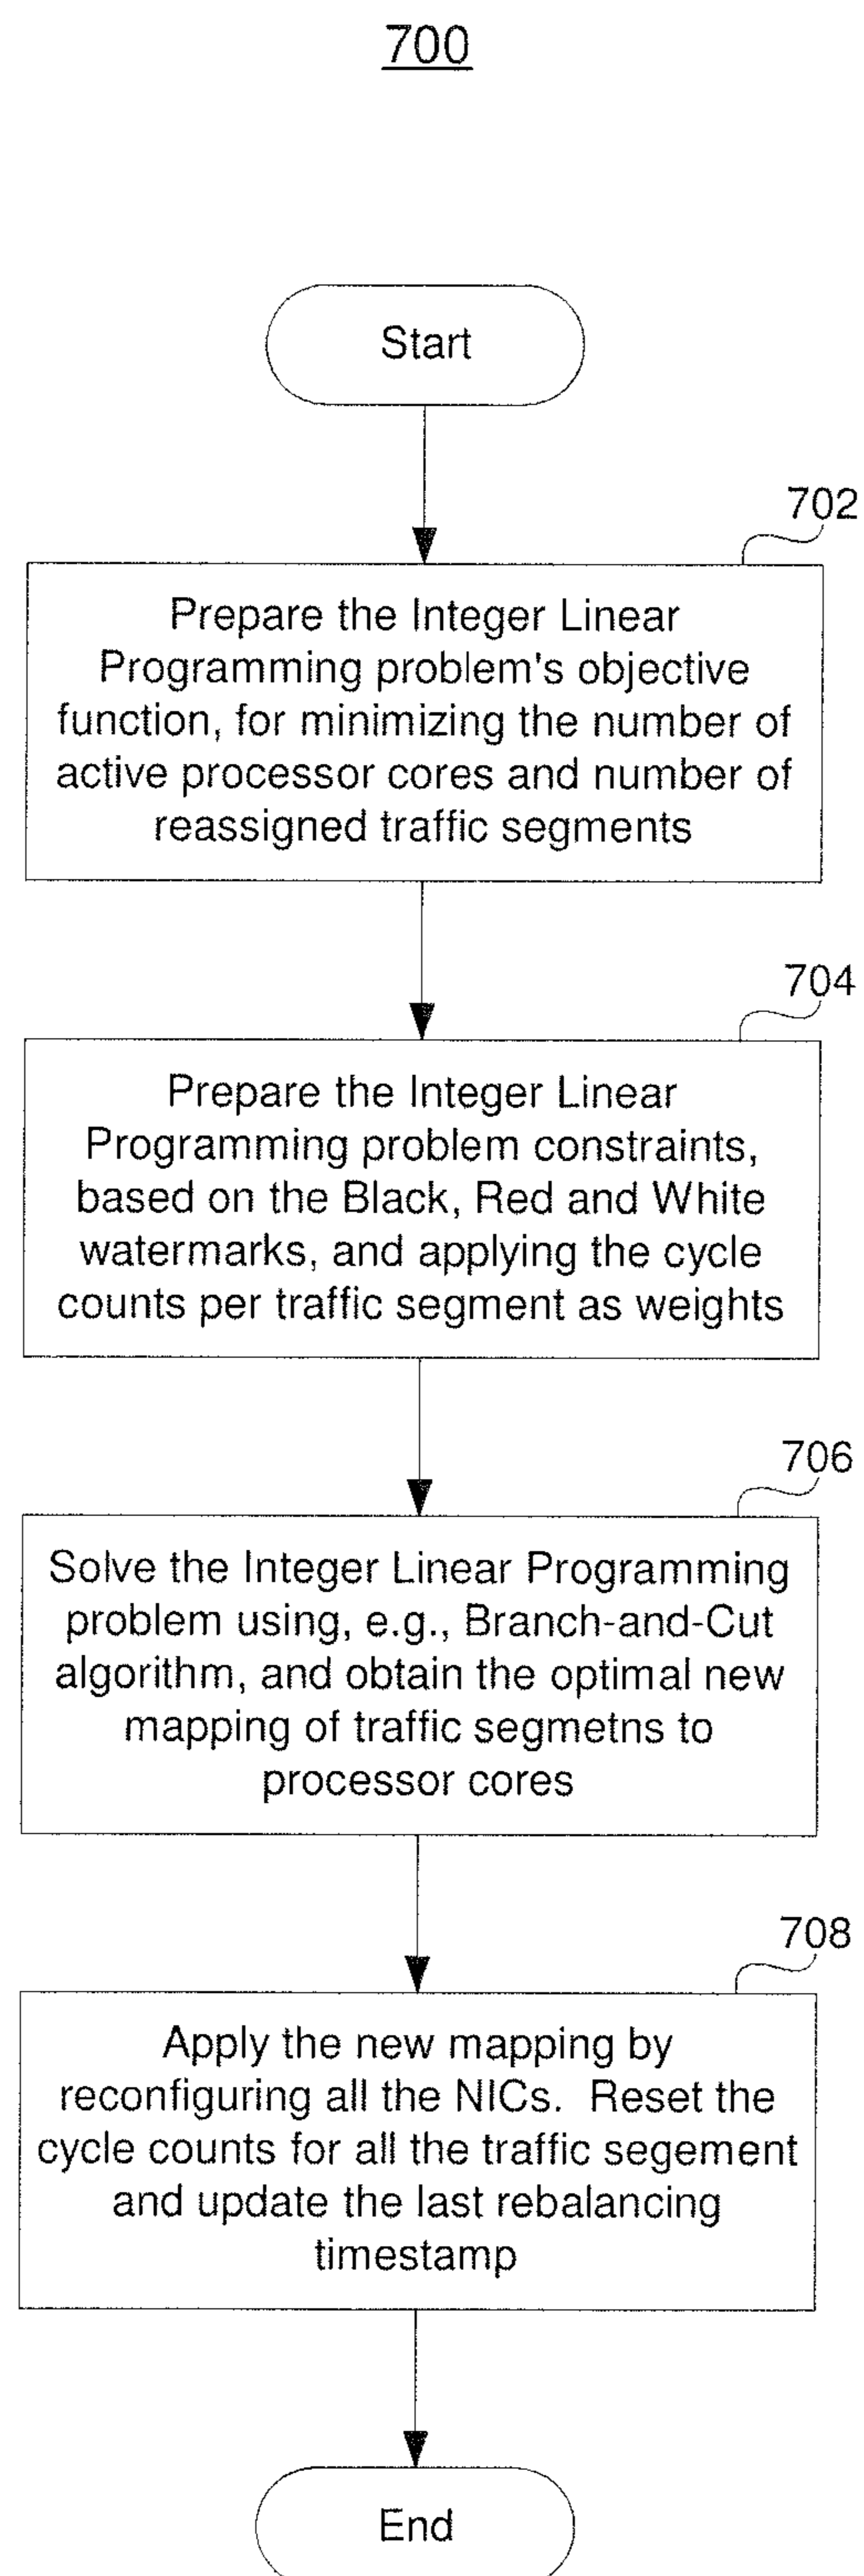 700
Start
702
Prepare the Integer Linear
Programming problem's objective
function, for minimizing the number of
active processor cores and number of
reassigned traffic segments
704
Prepare the Integer Linear
Programming problem constraints,
based on the Black, Red and White
watermarks, and applying the cycle
counts per traffic segment as weights
706
Solve the Integer Linear Programming
problem using, e.g., Branch-and-Cut
algorithm, and obtain the optimal new
mapping of traffic segmetns to
processor cores
708
Apply the new mapping by
reconfiguring all the NICs.  Reset the
cycle counts for all the traffic segement
and update the last rebalancing
timestamp
End